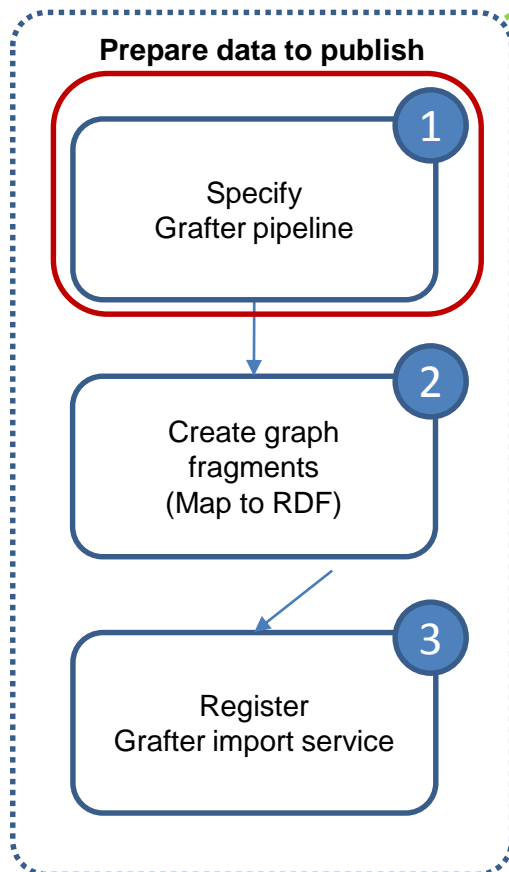 Prepare data to publish
1
Specify
Grafter pipeline
2
Create graph
fragments
(Map to RDF)
3
Register
Grafter import service